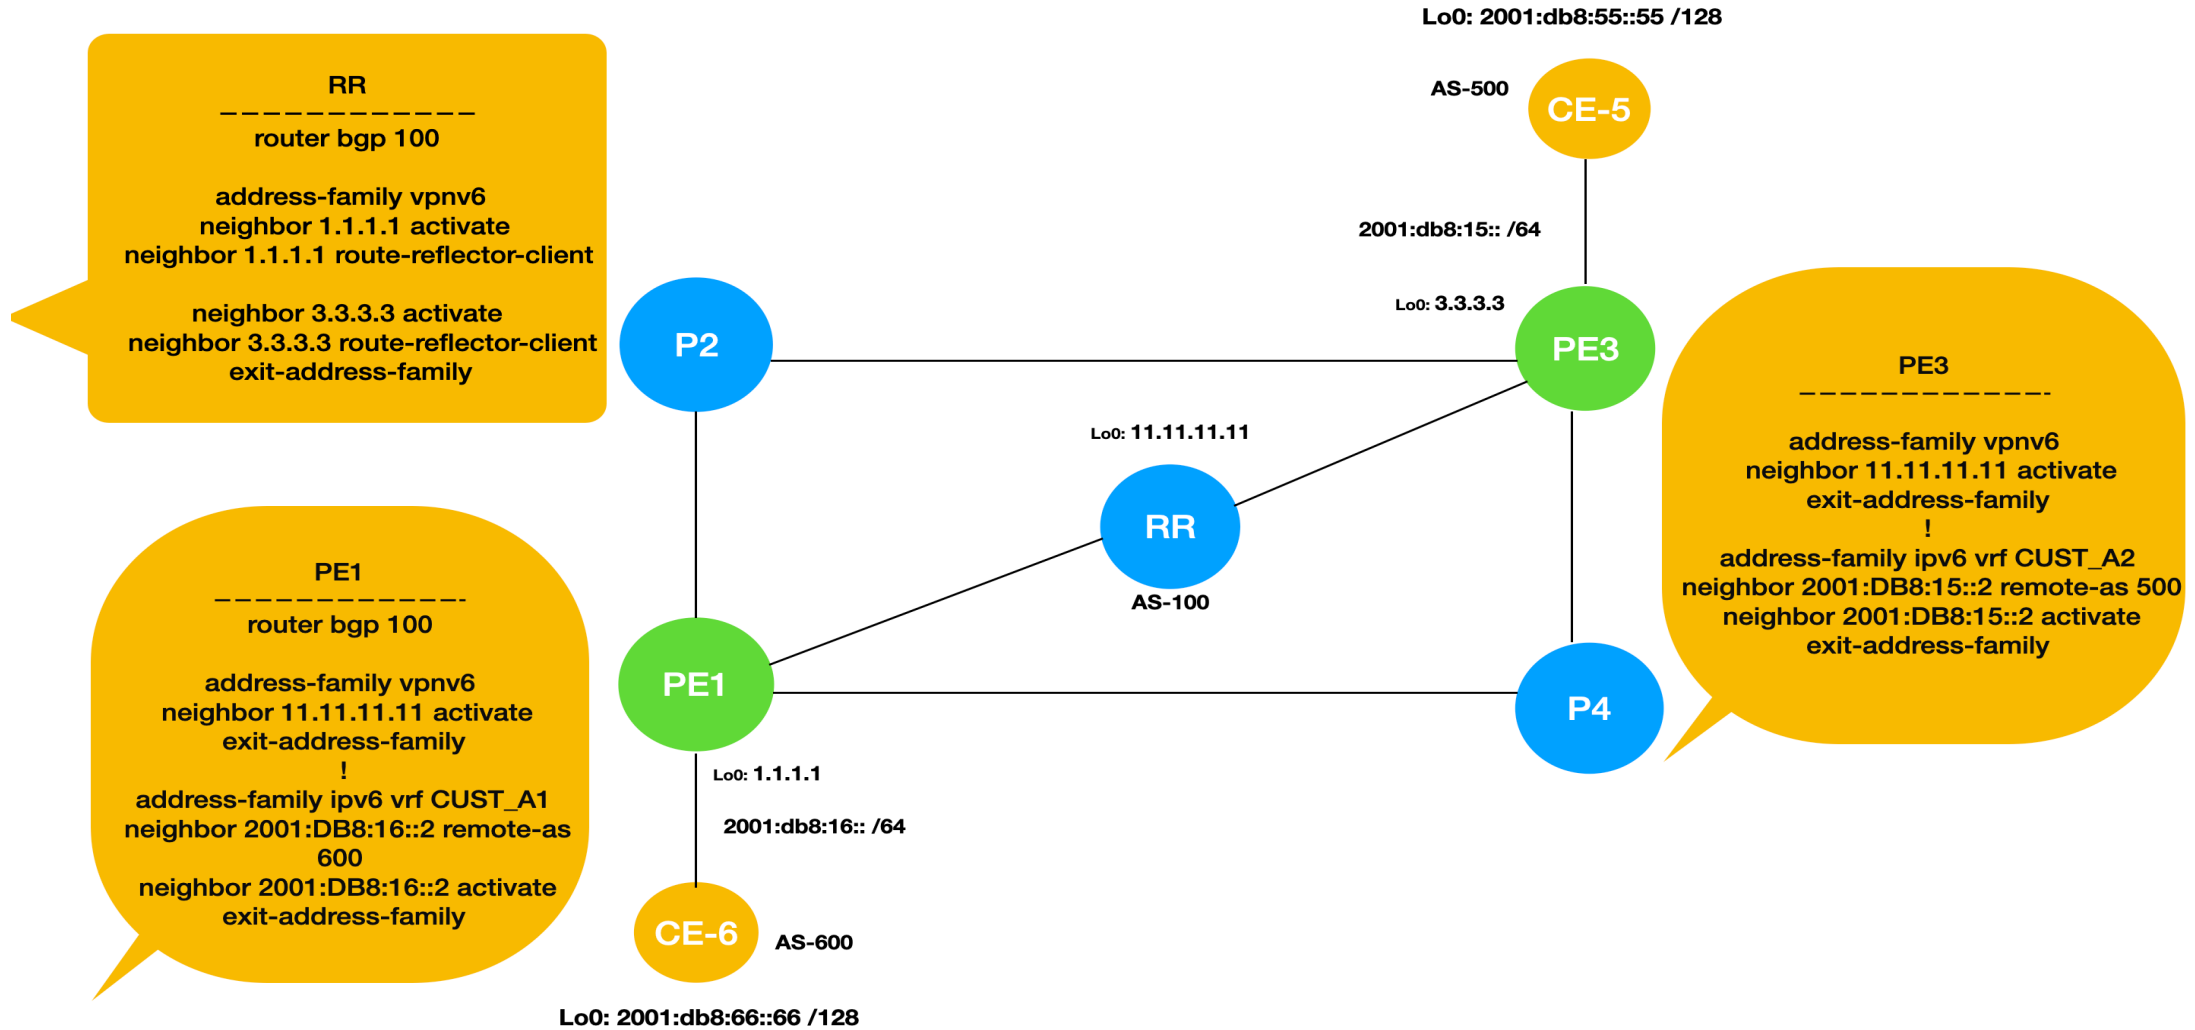 Lo0: 2001:db8:55::55 /128
AS-500
CE-5
2001:db8:15:: /64
Lo0: 3.3.3.3
PE3
P2
RR
————————————
router bgp 100
address-family vpnv6
neighbor 1.1.1.1 activate
neighbor 1.1.1.1 route-reflector-client
neighbor 3.3.3.3 activate
neighbor 3.3.3.3 route-reflector-client
exit-address-family
Lo0: 11.11.11.11
RR
AS-100
PE3
————————————-
address-family vpnv6
neighbor 11.11.11.11 activate
exit-address-family
!
address-family ipv6 vrf CUST_A2
neighbor 2001:DB8:15::2 remote-as 500
neighbor 2001:DB8:15::2 activate
exit-address-family
PE1
————————————-
router bgp 100
address-family vpnv6
neighbor 11.11.11.11 activate
exit-address-family
!
address-family ipv6 vrf CUST_A1
neighbor 2001:DB8:16::2 remote-as
600
neighbor 2001:DB8:16::2 activate
exit-address-family
PE1
P4
Lo0: 1.1.1.1
2001:db8:16:: /64
CE-6
AS-600
Lo0: 2001:db8:66::66 /128